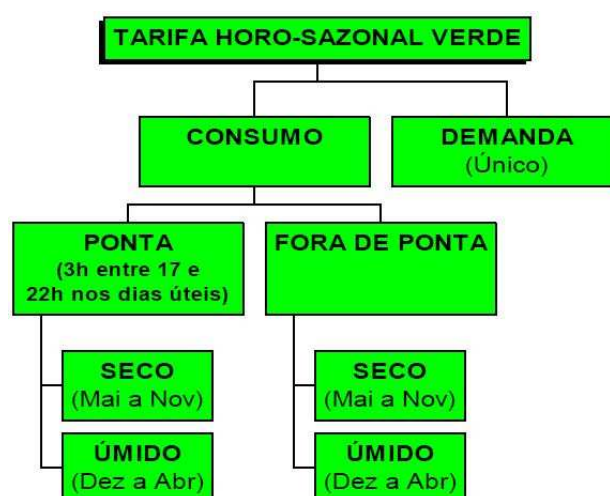 TARIFA HORO-SAZONAL VERDE
CONSUMO
DEMANDA
(Único)
PONTA
(3h entre 17 e
22h nos dias úteis)
FORA DE PONTA
SECO
(Mai a Nov)
ÚMIDO
(Dez a Abr)
SECO
(Mai a Nov)
ÚMIDO
(Dez a Abr)